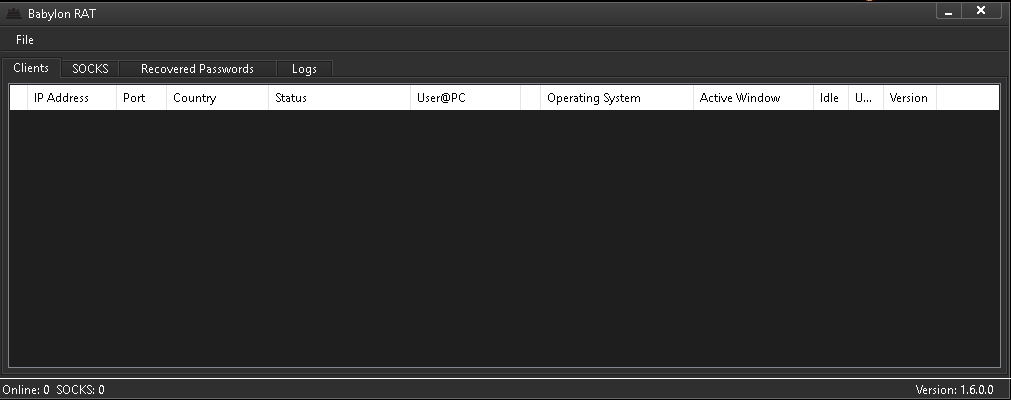 Babylon RAT
File
Clients SOCKS Recovered Passwords Logs
IP Address Port Country Status User@PC Operating System Active Window Idle U... Version
Online: 0 SOCKS: 0 Version: 1.6.0.0